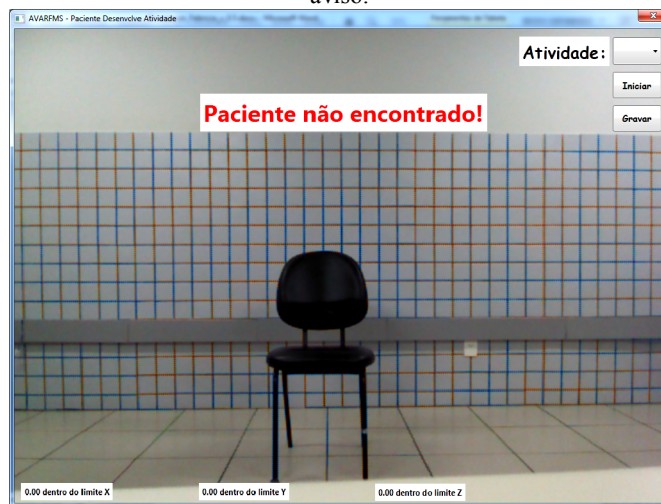 aviso.
AVARFMS - Paciente Desenvolve Atividade
Atividade:
Iniciar
Paciente não encontrado!
Gravar
0.00 dentro do limite X
0.00 dentro do limite Y
0.00 dentro do limite Z